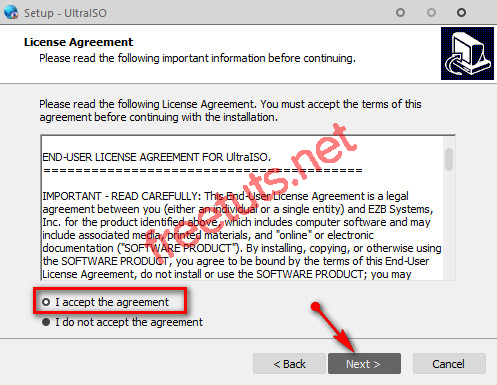 Setup - UltraISO
License Agreement
Please read the following important information before continuing.
Please read the following License Agreement. You must accept the terms of this
agreement before continuing with the installation.
END-USER LICENSE AGREEMENT FOR UltraISO.
==========================================
IMPORTANT - READ CAREFULLY: This End-User License Agreement is a legal
agreement between you (either an individual or a single entity) and EZB Systems,
Inc. for the product identified above, which includes computer software and may
include associated media, printed materials, and "online or electronic
documentation ("SOFTWARE PRODUCT"). By installing, copying, or otherwise using
the SOFTWARE PRODUCT, you agree to be bound by the terms of this End-User
License Agreement, do not install or use the SOFTWARE PRODUCT; you may
freetuts.net
I accept the agreement
I do not accept the agreement
< Back
Next >
Cancel